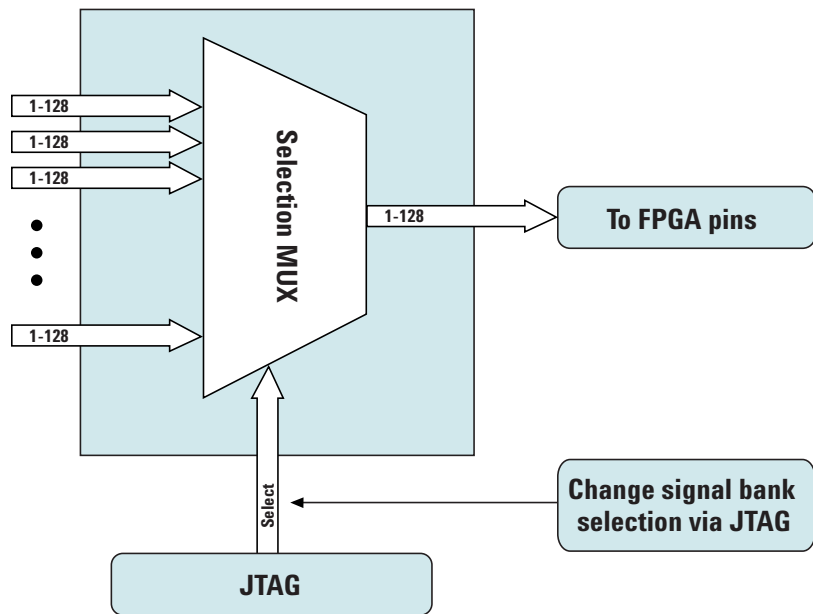 1-128
1-128
1-128
1-128
Selection MUX
1-128
To FPGA pins
Select
Change signal bank
selection via JTAG
JTAG